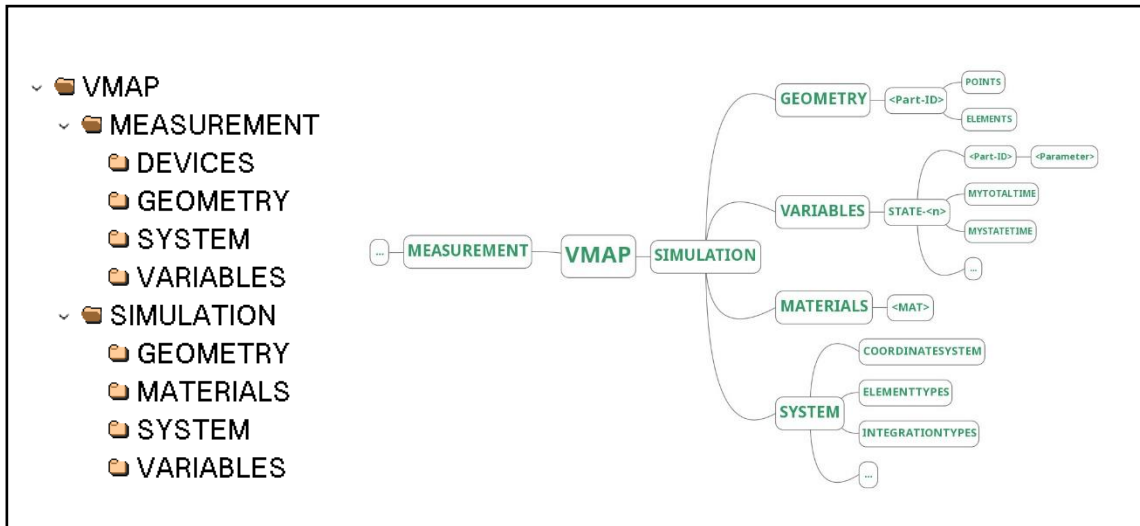 VMAP
MEASUREMENT
DEVICES
GEOMETRY
SYSTEM
VARIABLES
SIMULATION
GEOMETRY
MATERIALS
SYSTEM
VARIABLES
...
MEASUREMENT
VMAP
SIMULATION
GEOMETRY
<Part-ID>
POINTS
ELEMENTS
VARIABLES
STATE-<n>
<Part-ID>
<Parameter>
MYTOTALTIME
MYSTATETIME
...
MATERIALS
<MAT>
SYSTEM
COORDINATESYSTEM
ELEMENTTYPES
INTEGRATIONTYPES
...